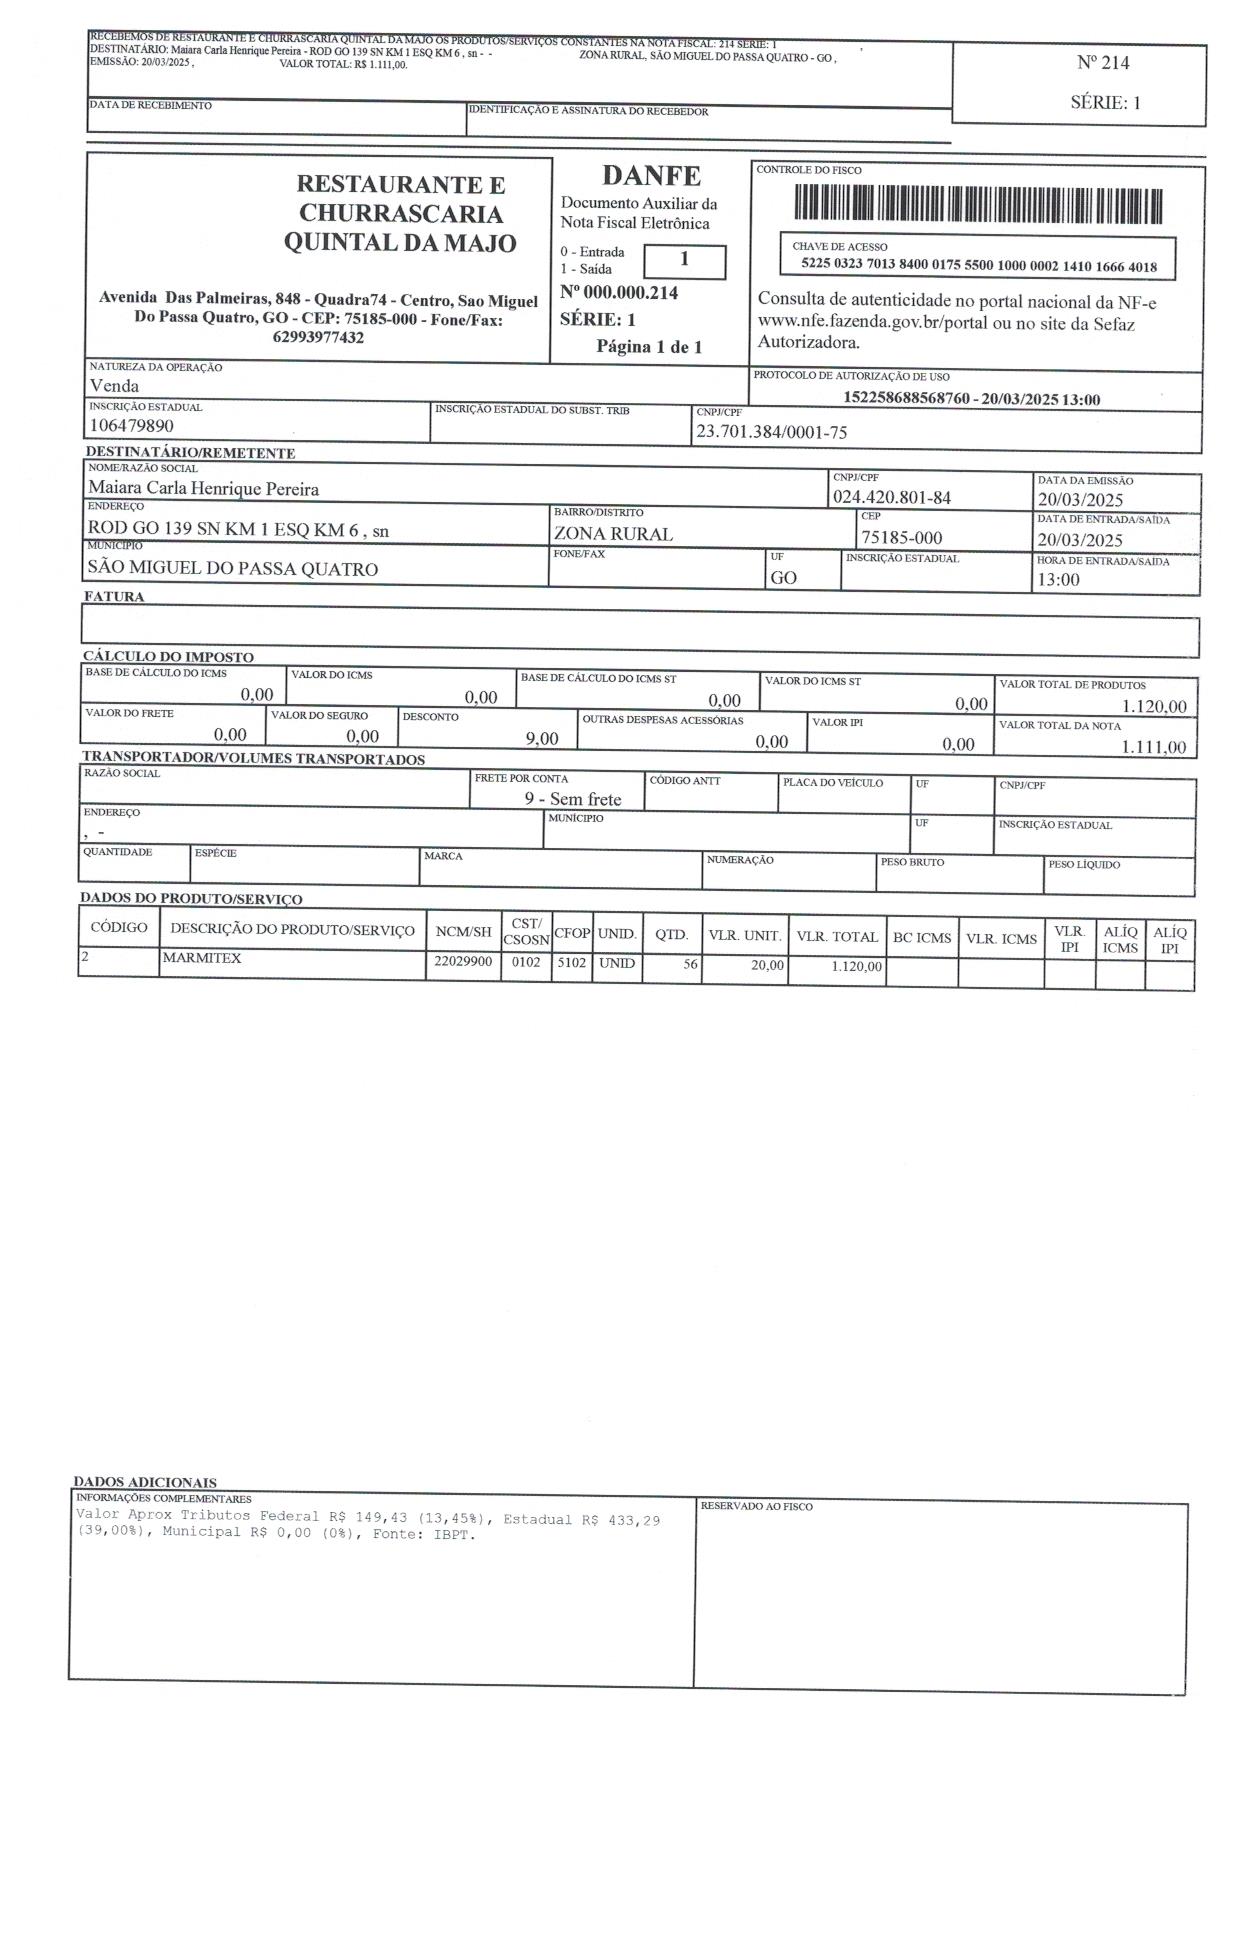 RECEBEMOS DE RESTAURANTE E CHURRASCARIA QUINTAL DA MAJO OS PRODUTOS/SERVIÇOS CONSTANTES NA NOTA FISCAL: 214 SERIE: 1
DESTINATÁRIO: Maiara Carla Henrique Pereira - ROD GO 139 SN KM 1 ESQ KM 6 , sn - - ZONA RURAL, SÃO MIGUEL DO PASSA QUATRO - GO ,
EMISSÃO: 20/03/2025 , VALOR TOTAL: R$ 1.111,00.
Nº 214
SÉRIE: 1
DATA DE RECEBIMENTO IDENTIFICAÇÃO E ASSINATURA DO RECEBEDOR
RESTAURANTE E
CHURRASCARIA
QUINTAL DA MAJO
Avenida Das Palmeiras, 848 - Quadra74 - Centro, Sao Miguel
Do Passa Quatro, GO - CEP: 75185-000 - Fone/Fax:
62993977432
DANFE
Documento Auxiliar da
Nota Fiscal Eletrônica
0 - Entrada
1 - Saída
1
Nº 000.000.214
SÉRIE: 1
Página 1 de 1
CONTROLE DO FISCO
CHAVE DE ACESSO
5225 0323 7013 8400 0175 5500 1000 0002 1410 1666 4018
Consulta de autenticidade no portal nacional da NF-e
www.nfe.fazenda.gov.br/portal ou no site da Sefaz
Autorizadora.
NATUREZA DA OPERAÇÃO
Venda
PROTOCOLO DE AUTORIZAÇÃO DE USO
152258688568760 - 20/03/2025 13:00
INSCRIÇÃO ESTADUAL INSCRIÇÃO ESTADUAL DO SUBST. TRIB CNPJ/CPF
106479890 23.701.384/0001-75
DESTINATÁRIO/REMETENTE
NOME/RAZÃO SOCIAL CNPJ/CPF DATA DA EMISSÃO
Maiara Carla Henrique Pereira 024.420.801-84 20/03/2025
ENDEREÇO BAIRRO/DISTRITO CEP DATA DE ENTRADA/SAÍDA
ROD GO 139 SN KM 1 ESQ KM 6 , sn ZONA RURAL 75185-000 20/03/2025
MUNICÍPIO FONE/FAX UF INSCRIÇÃO ESTADUAL HORA DE ENTRADA/SAÍDA
SÃO MIGUEL DO PASSA QUATRO GO 13:00
FATURA
CÁLCULO DO IMPOSTO
BASE DE CÁLCULO DO ICMS VALOR DO ICMS BASE DE CÁLCULO DO ICMS ST VALOR DO ICMS ST VALOR TOTAL DE PRODUTOS
0,00 0,00 0,00 0,00 1.120,00
VALOR DO FRETE VALOR DO SEGURO DESCONTO OUTRAS DESPESAS ACESSÓRIAS VALOR IPI VALOR TOTAL DA NOTA
0,00 0,00 9,00 0,00 0,00 1.111,00
TRANSPORTADOR/VOLUMES TRANSPORTADOS
RAZÃO SOCIAL FRETE POR CONTA CÓDIGO ANTT PLACA DO VEÍCULO UF CNPJ/CPF
9 - Sem frete
ENDEREÇO MUNÍCIPIO UF INSCRIÇÃO ESTADUAL
, -
QUANTIDADE ESPÉCIE MARCA NUMERAÇÃO PESO BRUTO PESO LÍQUIDO
DADOS DO PRODUTO/SERVIÇO
CÓDIGO DESCRIÇÃO DO PRODUTO/SERVIÇO NCM/SH CST/ CSOSN CFOP UNID. QTD. VLR. UNIT. VLR. TOTAL BC ICMS VLR. ICMS VLR. IPI ALÍQ ICMS ALÍQ IPI
2 MARMITEX 22029900 0102 5102 UNID 56 20,00 1.120,00
DADOS ADICIONAIS
INFORMAÇÕES COMPLEMENTARES RESERVADO AO FISCO
Valor Aprox Tributos Federal R$ 149,43 (13,45%), Estadual R$ 433,29
(39,00%), Municipal R$ 0,00 (0%), Fonte: IBPT.